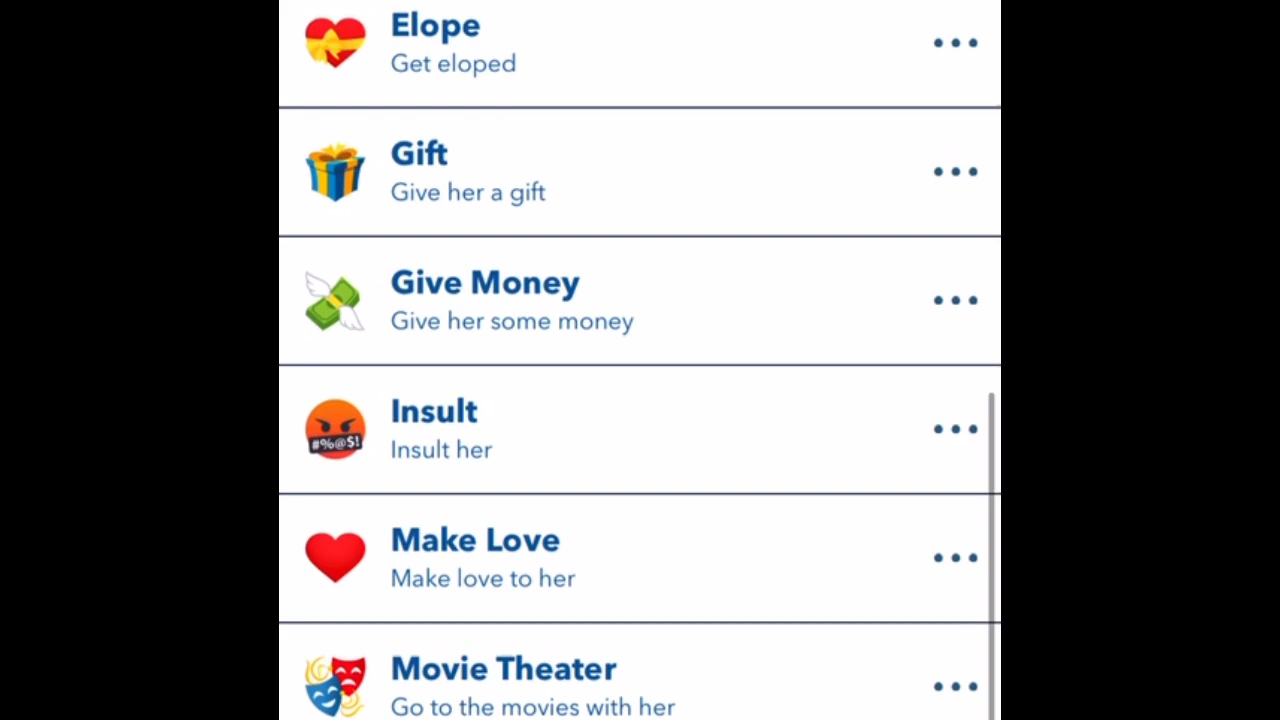 Elope
Get eloped
Gift
Give her a gift
Give Money
Give her some money
#%@$!
Insult
Insult her
Make Love
Make love to her
Movie Theater
Go to the movies with her